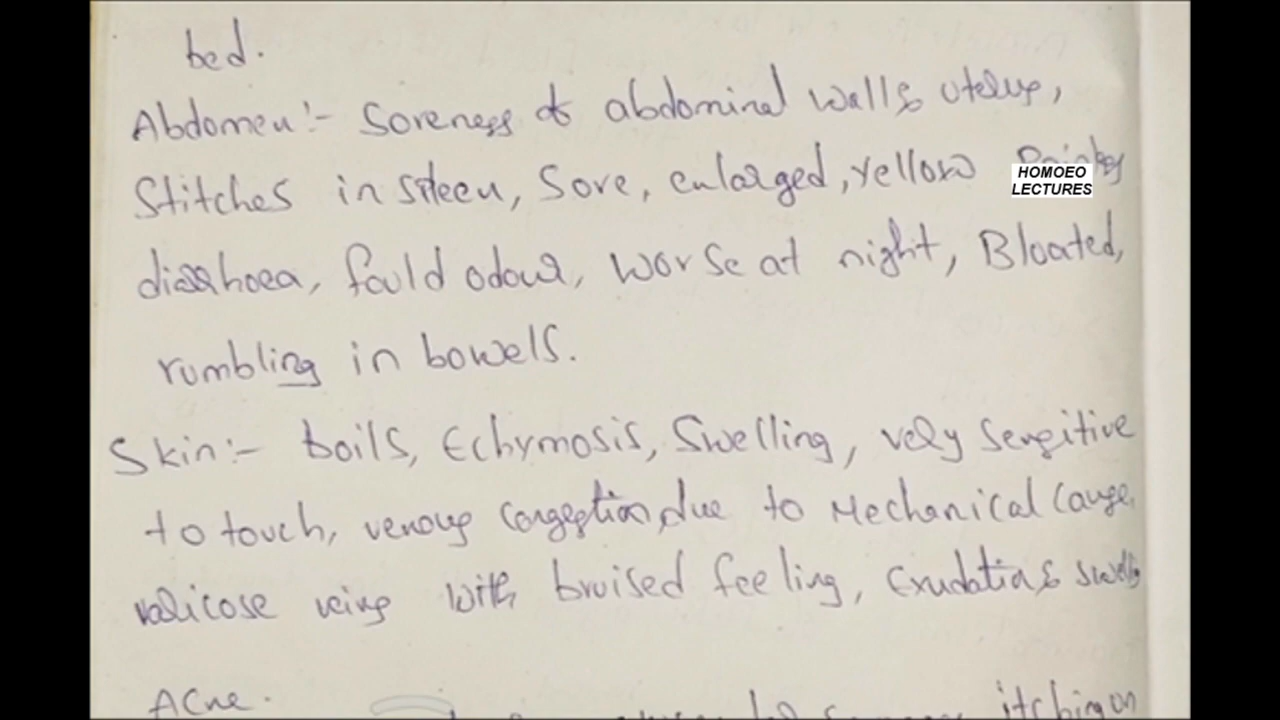 bed.
Abdomen :- Soreness of abdominal walls & uterus,
Stitches in Spleen, Sore, enlarged, yellow
HOMOEO
LECTURES
diarrhoea, fould odour, worse at night, Bloated,
rumbling in bowels.
Skin :- boils, Echymosis, Swelling, very sensitive
to touch, venous congestion, due to Mechanical cause,
varicose veins with bruised feeling, Exudation & swelling
Acne.
itching on